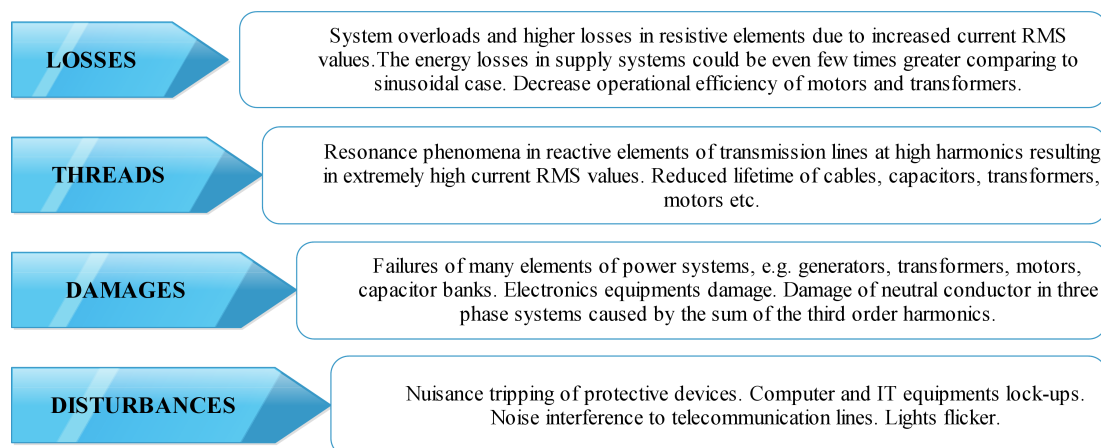 LOSSES
System overloads and higher losses in resistive elements due to increased current RMS
values.The energy losses in supply systems could be even few times greater comparing to
sinusoidal case. Decrease operational efficiency of motors and transformers.
THREADS
Resonance phenomena in reactive elements of transmission lines at high harmonics resulting
in extremely high current RMS values. Reduced lifetime of cables, capacitors, transformers,
motors etc.
DAMAGES
Failures of many elements of power systems, e.g. generators, transformers, motors,
capacitor banks. Electronics equipments damage. Damage of neutral conductor in three
phase systems caused by the sum of the third order harmonics.
DISTURBANCES
Nuisance tripping of protective devices. Computer and IT equipments lock-ups.
Noise interference to telecommunication lines. Lights flicker.